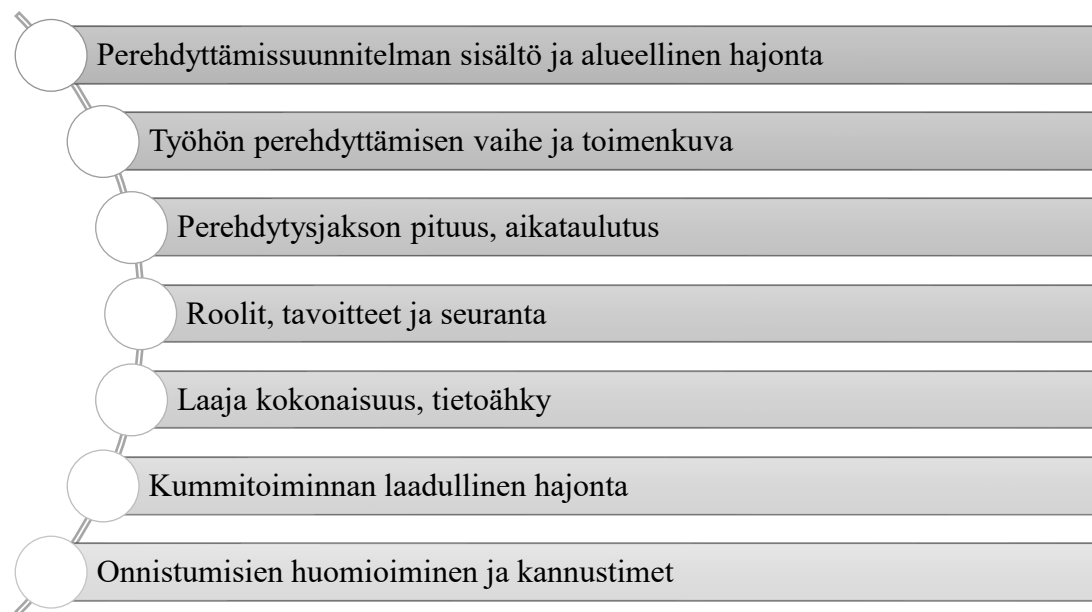 Perehdyttämissuunnitelman sisältö ja alueellinen hajonta
Työhön perehdyttämisen vaihe ja toimenkuva
Perehdytysjakson pituus, aikataulutus
Roolit, tavoitteet ja seuranta
Laaja kokonaisuus, tietoähky
Kummitoiminnan laadullinen hajonta
Onnistumisien huomioiminen ja kannustimet